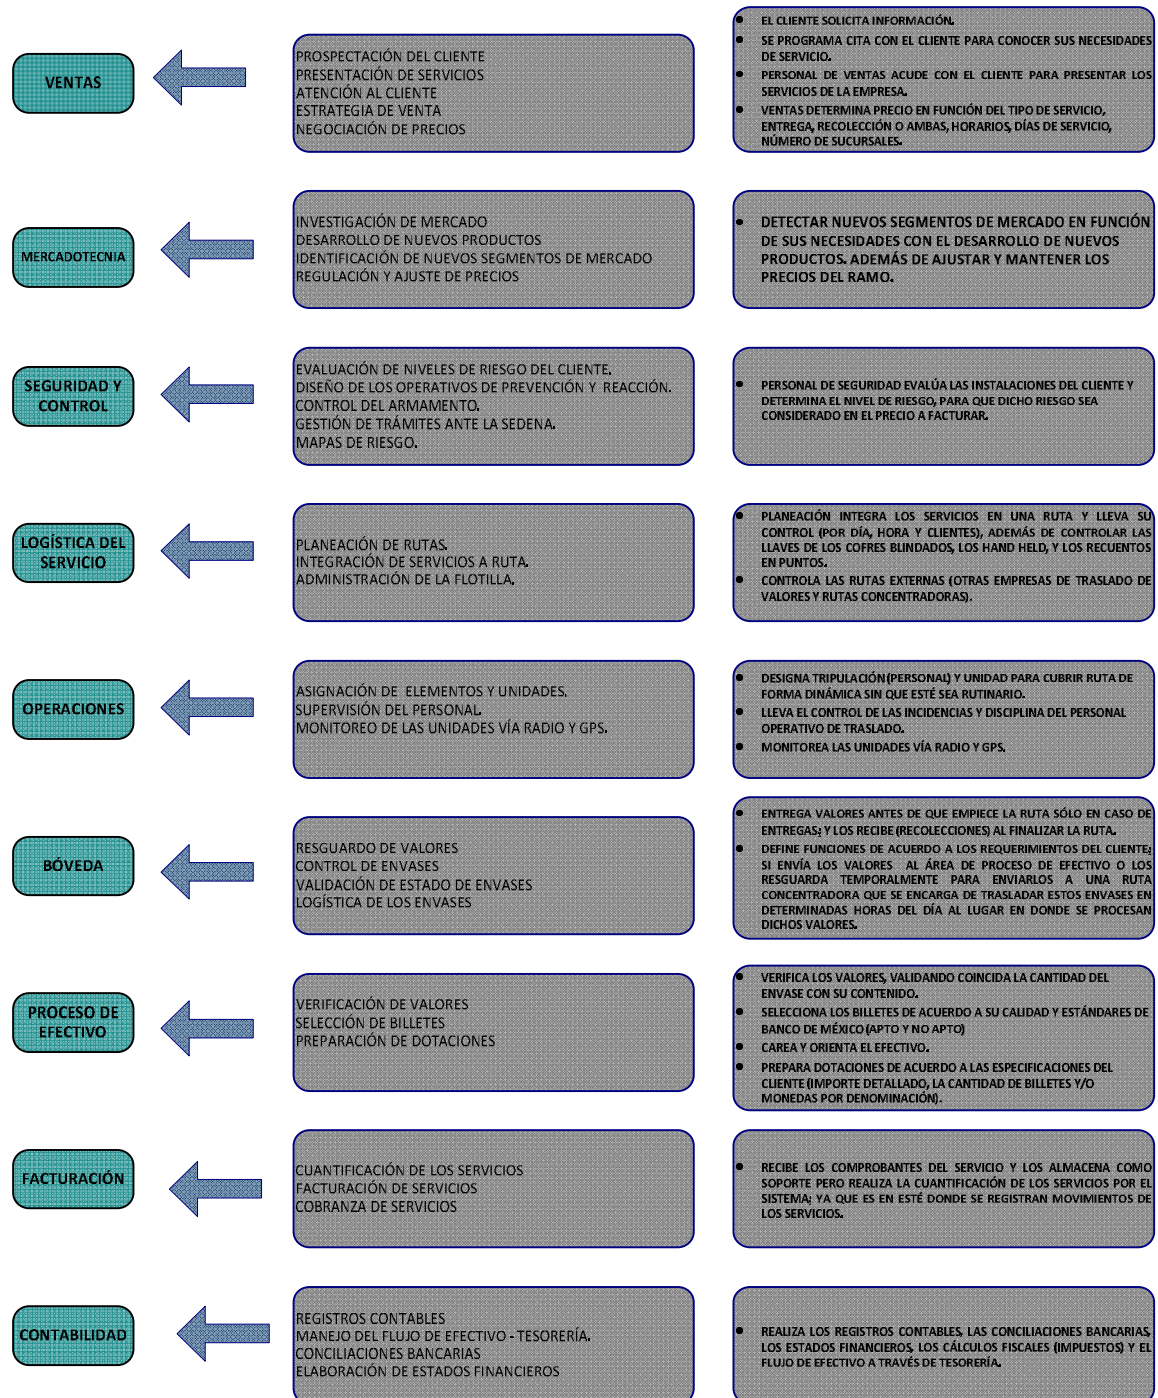 VENTAS
PROSPECTACIÓN DEL CLIENTE
PRESENTACIÓN DE SERVICIOS
ATENCIÓN AL CLIENTE
ESTRATEGIA DE VENTA
NEGOCIACIÓN DE PRECIOS
• EL CLIENTE SOLICITA INFORMACIÓN.
• SE PROGRAMA CITA CON EL CLIENTE PARA CONOCER SUS NECESIDADES
DE SERVICIO.
• PERSONAL DE VENTAS ACUDE CON EL CLIENTE PARA PRESENTAR LOS
SERVICIOS DE LA EMPRESA.
• VENTAS DETERMINA PRECIO EN FUNCIÓN DEL TIPO DE SERVICIO,
ENTREGA, RECOLECCIÓN O AMBAS, HORARIOS, DÍAS DE SERVICIO,
NÚMERO DE SUCURSALES.
MERCADOTECNIA
INVESTIGACIÓN DE MERCADO
DESARROLLO DE NUEVOS PRODUCTOS
IDENTIFICACIÓN DE NUEVOS SEGMENTOS DE MERCADO
REGULACIÓN Y AJUSTE DE PRECIOS
• DETECTAR NUEVOS SEGMENTOS DE MERCADO EN FUNCIÓN
DE SUS NECESIDADES CON EL DESARROLLO DE NUEVOS
PRODUCTOS. ADEMÁS DE AJUSTAR Y MANTENER LOS
PRECIOS DEL RAMO.
SEGURIDAD Y
CONTROL
EVALUACIÓN DE NIVELES DE RIESGO DEL CLIENTE.
DISEÑO DE LOS OPERATIVOS DE PREVENCIÓN Y REACCIÓN.
CONTROL DEL ARMAMENTO.
GESTIÓN DE TRÁMITES ANTE LA SEDENA.
MAPAS DE RIESGO.
• PERSONAL DE SEGURIDAD EVALÚA LAS INSTALACIONES DEL CLIENTE Y
DETERMINA EL NIVEL DE RIESGO, PARA QUE DICHO RIESGO SEA
CONSIDERADO EN EL PRECIO A FACTURAR.
LOGÍSTICA DEL
SERVICIO
PLANEACIÓN DE RUTAS.
INTEGRACIÓN DE SERVICIOS A RUTA.
ADMINISTRACIÓN DE LA FLOTILLA.
• PLANEACIÓN INTEGRA LOS SERVICIOS EN UNA RUTA Y LLEVA SU
CONTROL (POR DÍA, HORA Y CLIENTES), ADEMÁS DE CONTROLAR LAS
LLAVES DE LOS COFRES BLINDADOS, LOS HAND HELD, Y LOS RECUENTOS
EN PUNTOS.
• CONTROLA LAS RUTAS EXTERNAS (OTRAS EMPRESAS DE TRASLADO DE
VALORES Y RUTAS CONCENTRADORAS).
OPERACIONES
ASIGNACIÓN DE ELEMENTOS Y UNIDADES.
SUPERVISIÓN DEL PERSONAL.
MONITOREO DE LAS UNIDADES VÍA RADIO Y GPS.
• DESIGNA TRIPULACIÓN (PERSONAL) Y UNIDAD PARA CUBRIR RUTA DE
FORMA DINÁMICA SIN QUE ESTÉ SEA RUTINARIO.
• LLEVA EL CONTROL DE LAS INCIDENCIAS Y DISCIPLINA DEL PERSONAL
OPERATIVO DE TRASLADO.
• MONITOREA LAS UNIDADES VÍA RADIO Y GPS.
BÓVEDA
RESGUARDO DE VALORES
CONTROL DE ENVASES
VALIDACIÓN DE ESTADO DE ENVASES
LOGÍSTICA DE LOS ENVASES
• ENTREGA VALORES ANTES DE QUE EMPIECE LA RUTA SÓLO EN CASO DE
ENTREGAS; Y LOS RECIBE (RECOLECCIONES) AL FINALIZAR LA RUTA.
• DEFINE FUNCIONES DE ACUERDO A LOS REQUERIMIENTOS DEL CLIENTE;
SI ENVÍA LOS VALORES AL ÁREA DE PROCESO DE EFECTIVO O LOS
RESGUARDA TEMPORALMENTE PARA ENVIARLOS A UNA RUTA
CONCENTRADORA QUE SE ENCARGA DE TRASLADAR ESTOS ENVASES EN
DETERMINADAS HORAS DEL DÍA AL LUGAR EN DONDE SE PROCESAN
DICHOS VALORES.
PROCESO DE
EFECTIVO
VERIFICACIÓN DE VALORES
SELECCIÓN DE BILLETES
PREPARACIÓN DE DOTACIONES
• VERIFICA LOS VALORES, VALIDANDO COINCIDA LA CANTIDAD DEL
ENVASE CON SU CONTENIDO.
• SELECCIONA LOS BILLETES DE ACUERDO A SU CALIDAD Y ESTÁNDARES DE
BANCO DE MÉXICO (APTO Y NO APTO)
• CAREA Y ORIENTA EL EFECTIVO.
• PREPARA DOTACIONES DE ACUERDO A LAS ESPECIFICACIONES DEL
CLIENTE (IMPORTE DETALLADO, LA CANTIDAD DE BILLETES Y/O
MONEDAS POR DENOMINACIÓN).
FACTURACIÓN
CUANTIFICACIÓN DE LOS SERVICIOS
FACTURACIÓN DE SERVICIOS
COBRANZA DE SERVICIOS
• RECIBE LOS COMPROBANTES DEL SERVICIO Y LOS ALMACENA COMO
SOPORTE PERO REALIZA LA CUANTIFICACIÓN DE LOS SERVICIOS POR EL
SISTEMA; YA QUE ES EN ESTÉ DONDE SE REGISTRAN MOVIMIENTOS DE
LOS SERVICIOS.
CONTABILIDAD
REGISTROS CONTABLES
MANEJO DEL FLUJO DE EFECTIVO - TESORERÍA.
CONCILIACIONES BANCARIAS
ELABORACIÓN DE ESTADOS FINANCIEROS
• REALIZA LOS REGISTROS CONTABLES, LAS CONCILIACIONES BANCARIAS,
LOS ESTADOS FINANCIEROS, LOS CÁLCULOS FISCALES (IMPUESTOS) Y EL
FLUJO DE EFECTIVO A TRAVÉS DE TESORERÍA.